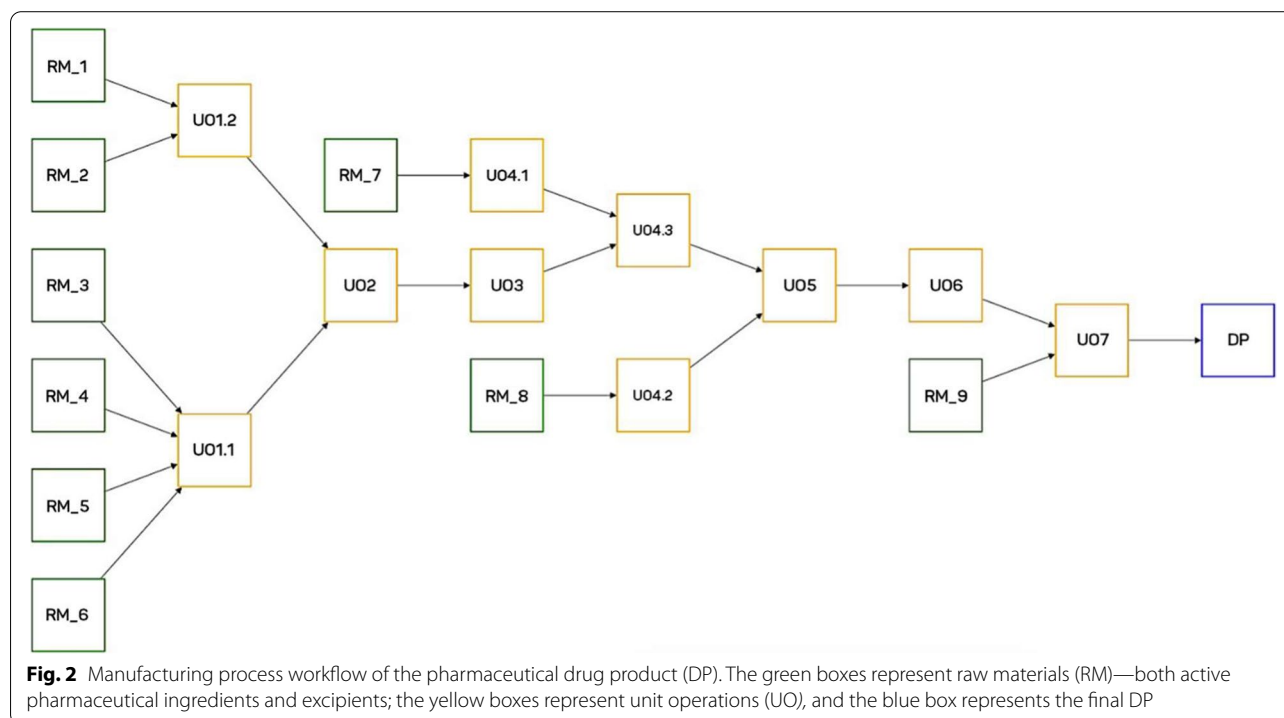 RM_1
UO1.2
RM_2
RM_7
UO4.1
UO4.3
RM_3
UO2
UO3
UO5
UO6
UO7
DP
RM_4
RM_8
UO4.2
RM_9
UO1.1
RM_5
RM_6
Fig. 2 Manufacturing process workflow of the pharmaceutical drug product (DP). The green boxes represent raw materials (RM)—both active
pharmaceutical ingredients and excipients; the yellow boxes represent unit operations (UO), and the blue box represents the final DP